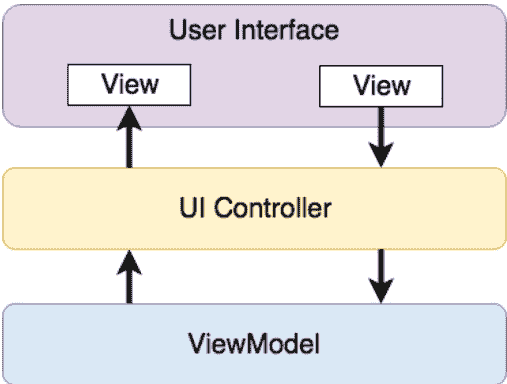 User Interface
View
View
UI Controller
ViewModel